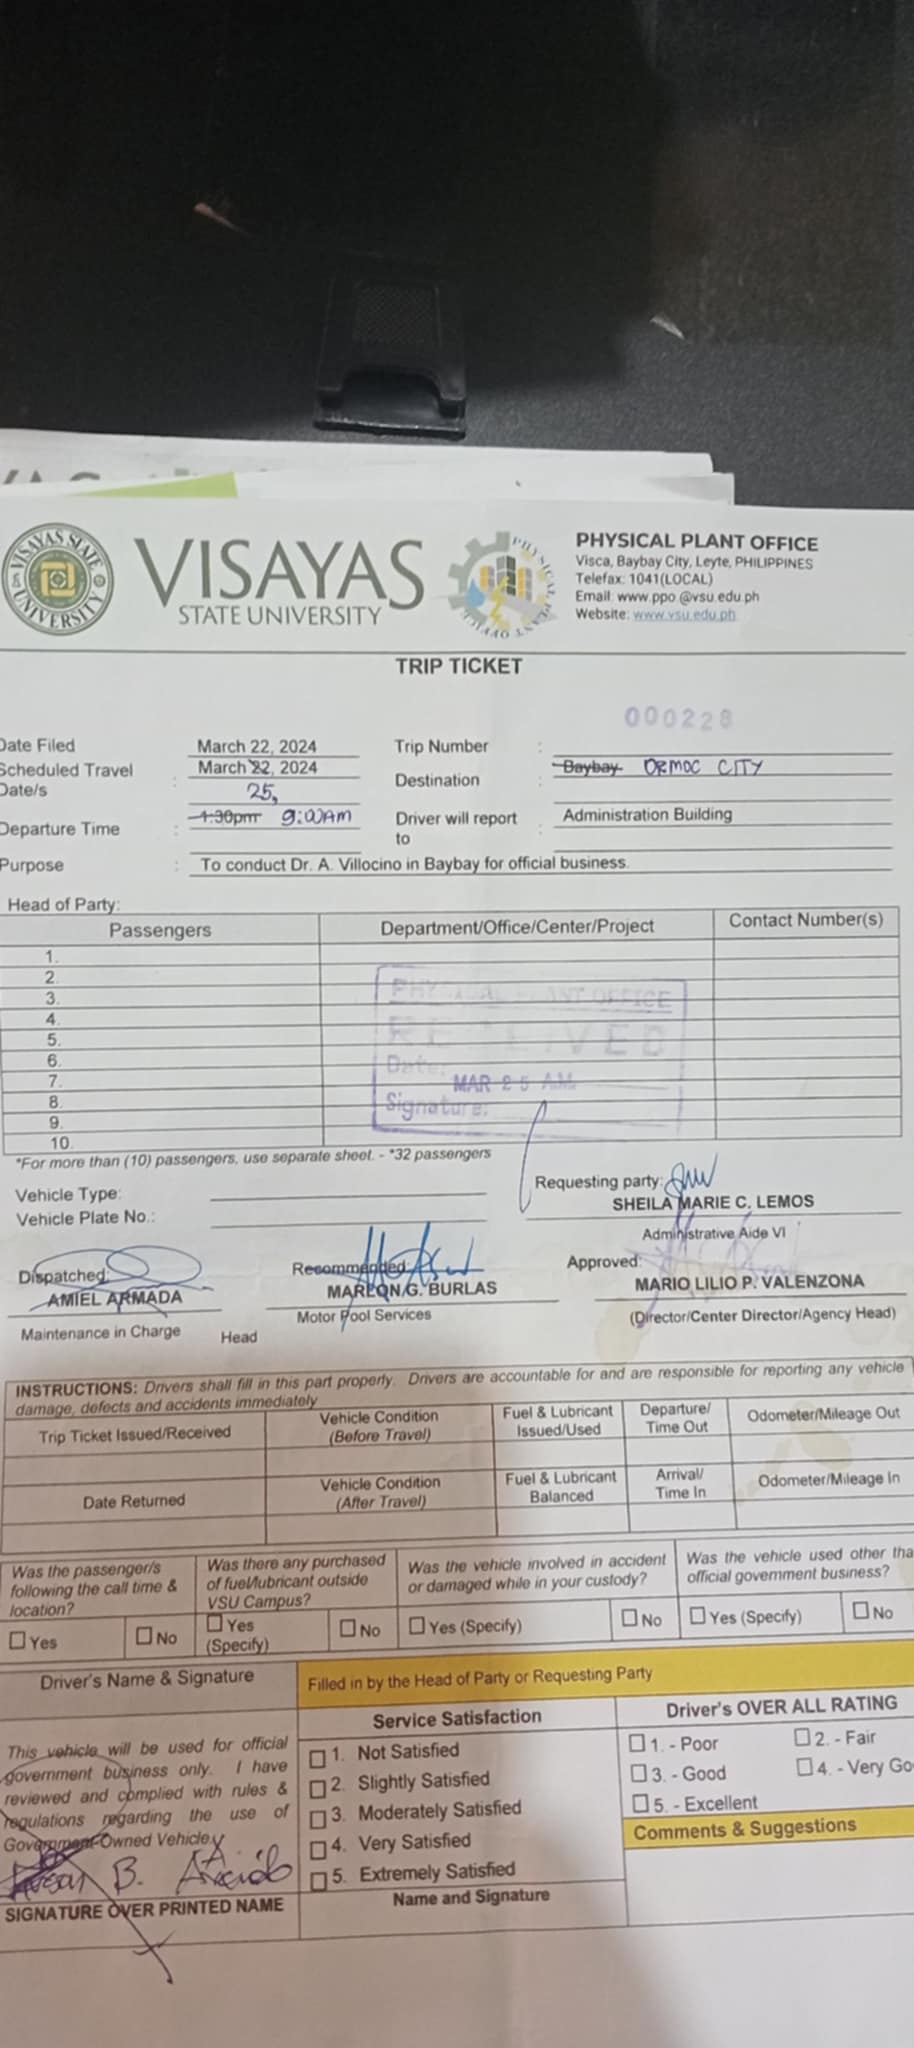 VISAYAS STATE UNIVERSITY
VISAYAS
STATE UNIVERSITY
PHYSICAL PLANT OFFICE
PHYSICAL PLANT OFFICE
Visca, Baybay City, Leyte, PHILIPPINES
Telefax: 1041(LOCAL)
Email: www.ppo @vsu.edu.ph
Website: www.vsu.edu.ph
TRIP TICKET
000228
Date Filed March 22, 2024 Trip Number :
Scheduled Travel Date/s : March 22, 2024 25, Destination : Baybay ORMOC CITY
Departure Time : 1:30pm 9:00AM Driver will report to : Administration Building
Purpose : To conduct Dr. A. Villocino in Baybay for official business.
Head of Party:
Passengers Department/Office/Center/Project Contact Number(s)
1.
2.
3.
4.
5.
6.
7.
8.
9.
10.
PHYSICAL PLANT OFFICE
RECEIVED
Date: MAR 25 AM
Signature:
*For more than (10) passengers, use separate sheet. - *32 passengers
Vehicle Type:
Vehicle Plate No.:
Requesting party:
SHEILA MARIE C. LEMOS
Administrative Aide VI
Dispatched: Recommended: Approved:
AMIEL ARMADA MARLON G. BURLAS MARIO LILIO P. VALENZONA
Maintenance in Charge Head Motor Pool Services (Director/Center Director/Agency Head)
INSTRUCTIONS: Drivers shall fill in this part properly. Drivers are accountable for and are responsible for reporting any vehicle
damage, defects and accidents immediately
Trip Ticket Issued/Received Vehicle Condition (Before Travel) Fuel & Lubricant Issued/Used Departure/ Time Out Odometer/Mileage Out
Date Returned Vehicle Condition (After Travel) Fuel & Lubricant Balanced Arrival/ Time In Odometer/Mileage In
Was the passenger/s following the call time & location? Was there any purchased of fuel/lubricant outside VSU Campus? Was the vehicle involved in accident or damaged while in your custody? Was the vehicle used other tha official government business?
Yes No Yes (Specify) No Yes (Specify) No Yes (Specify) No
Driver's Name & Signature Filled in by the Head of Party or Requesting Party
Service Satisfaction Driver's OVER ALL RATING
1. Not Satisfied
2. Slightly Satisfied
3. Moderately Satisfied
4. Very Satisfied
5. Extremely Satisfied
Name and Signature
1. - Poor 2. - Fair
3. - Good 4. - Very Go
5. - Excellent
Comments & Suggestions
This vehicle will be used for official
government business only. I have
reviewed and complied with rules &
regulations regarding the use of
Government-Owned Vehicle
B.
SIGNATURE OVER PRINTED NAME